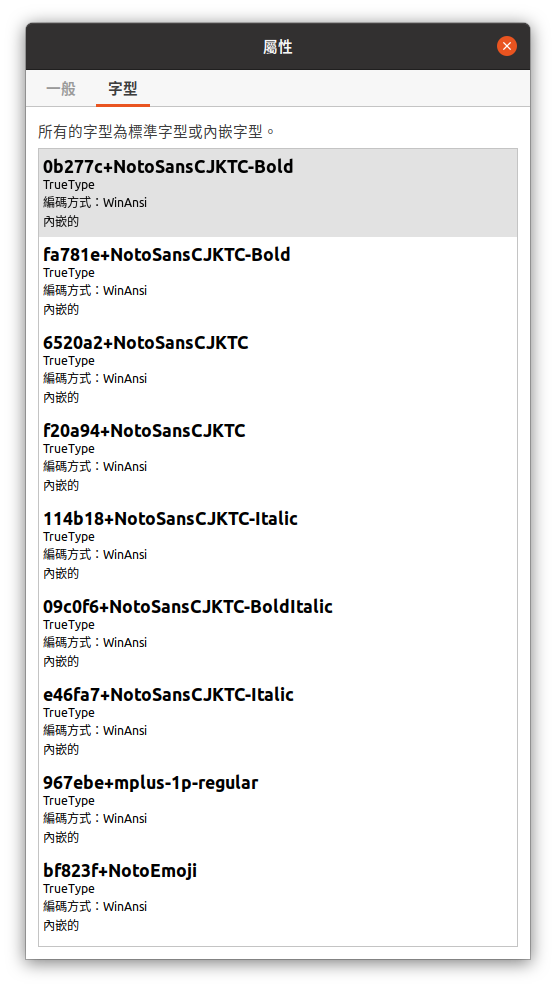 屬性
一般
字型
所有的字型為標準字型或內嵌字型。
0b277c+NotoSansCJKTC-Bold
TrueType
編碼方式：WinAnsi
內嵌的
fa781e+NotoSansCJKTC-Bold
TrueType
編碼方式：WinAnsi
內嵌的
6520a2+NotoSansCJKTC
TrueType
編碼方式：WinAnsi
內嵌的
f20a94+NotoSansCJKTC
TrueType
編碼方式：WinAnsi
內嵌的
114b18+NotoSansCJKTC-Italic
TrueType
編碼方式：WinAnsi
內嵌的
09c0f6+NotoSansCJKTC-BoldItalic
TrueType
編碼方式：WinAnsi
內嵌的
e46fa7+NotoSansCJKTC-Italic
TrueType
編碼方式：WinAnsi
內嵌的
967ebe+mplus-1p-regular
TrueType
編碼方式：WinAnsi
內嵌的
bf823f+NotoEmoji
TrueType
編碼方式：WinAnsi
內嵌的